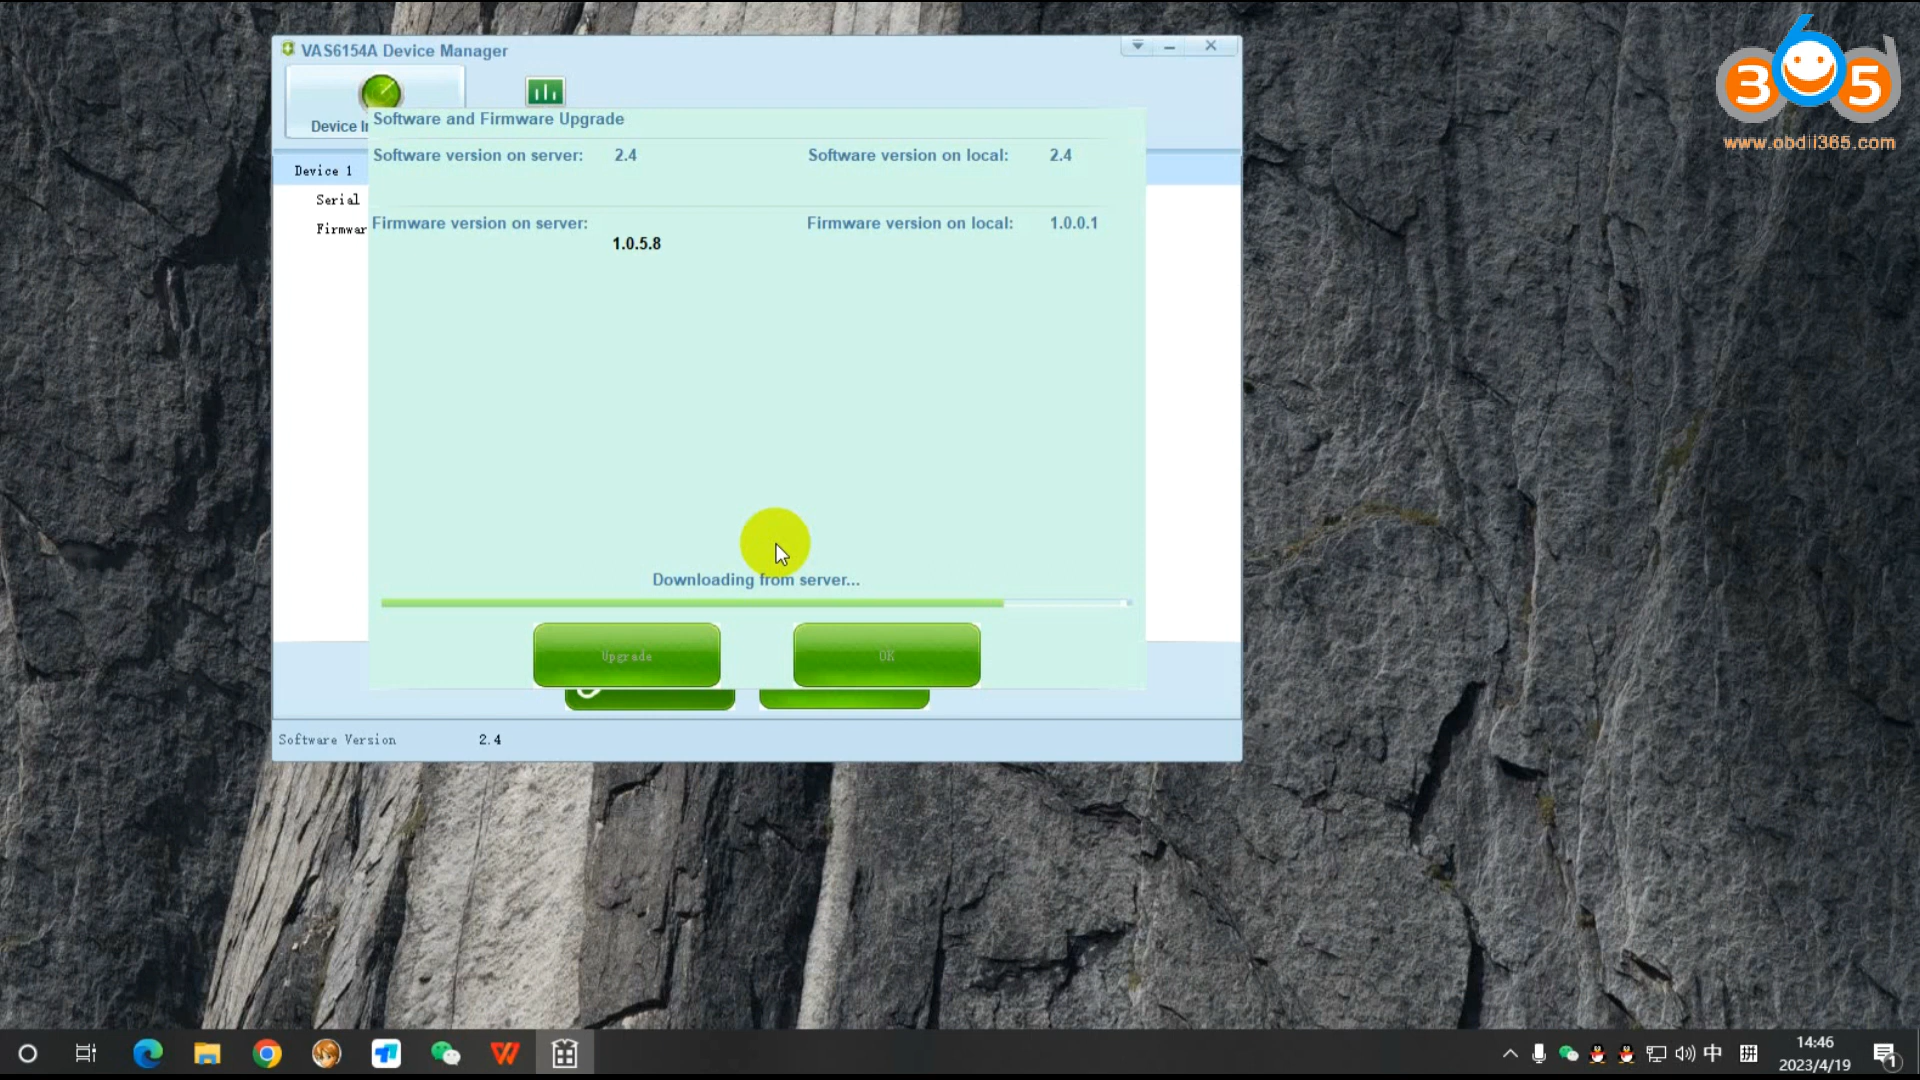 VAS6154A Device Manager
Device I
Software and Firmware Upgrade
Software version on server: 2.4 Software version on local: 2.4
Device 1
Serial
Firmware version on server: Firmware version on local: 1.0.0.1
Firmwar
1.0.5.8
Downloading from server...
Upgrade OK
Software Version 2.4
365
www.obdii365.com
中 拼
14:46
2023/4/19
1